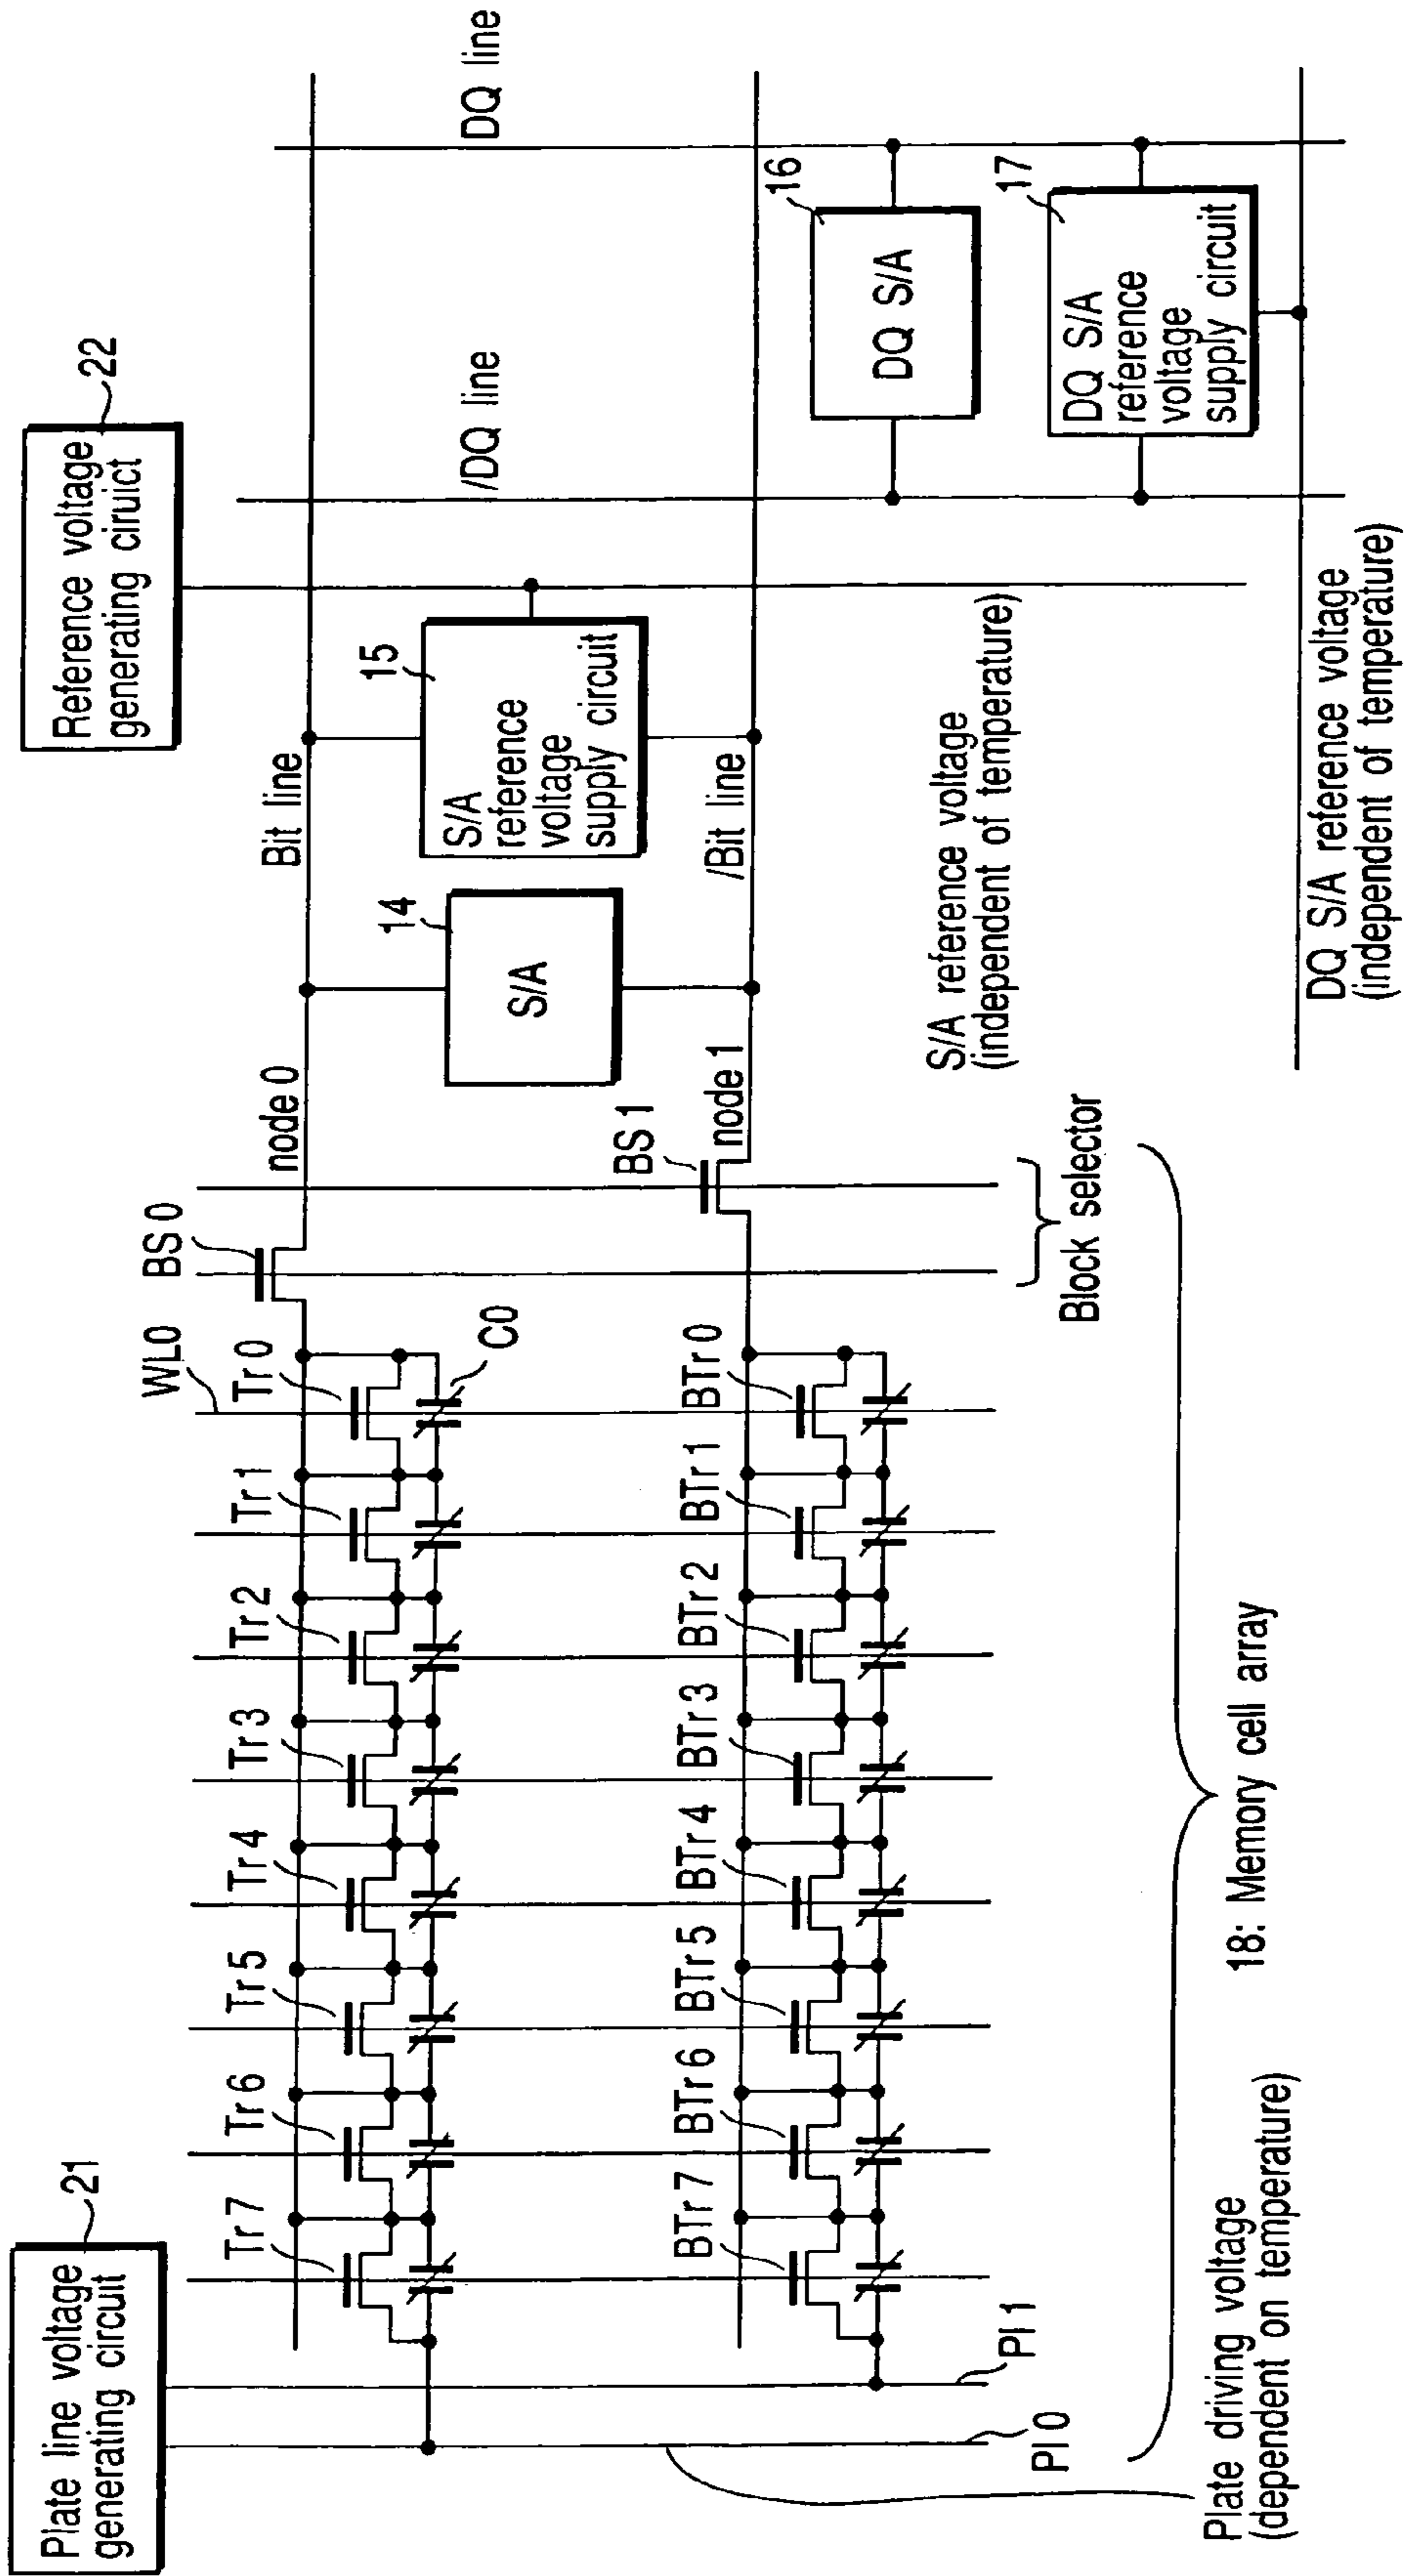 Plate line voltage
generating circuit
21
Reference voltage
generating ciruict
22
WL0
BS 0
Tr 7
Tr 6
Tr 5
Tr 4
Tr 3
Tr 2
Tr 1
Tr 0
C0
node 0
Bit line
14
S/A
15
S/A
reference
voltage
supply circuit
/DQ line
DQ line
BTr 7
BTr 6
BTr 5
BTr 4
BTr 3
BTr 2
BTr 1
BTr 0
BS 1
node 1
/Bit line
16
DQ S/A
17
DQ S/A
reference
voltage
supply circuit
Pl 0
Pl 1
Block selector
S/A reference voltage
(independent of temperature)
Plate driving voltage
(dependent on temperature)
18: Memory cell array
DQ S/A reference voltage
(independent of temperature)